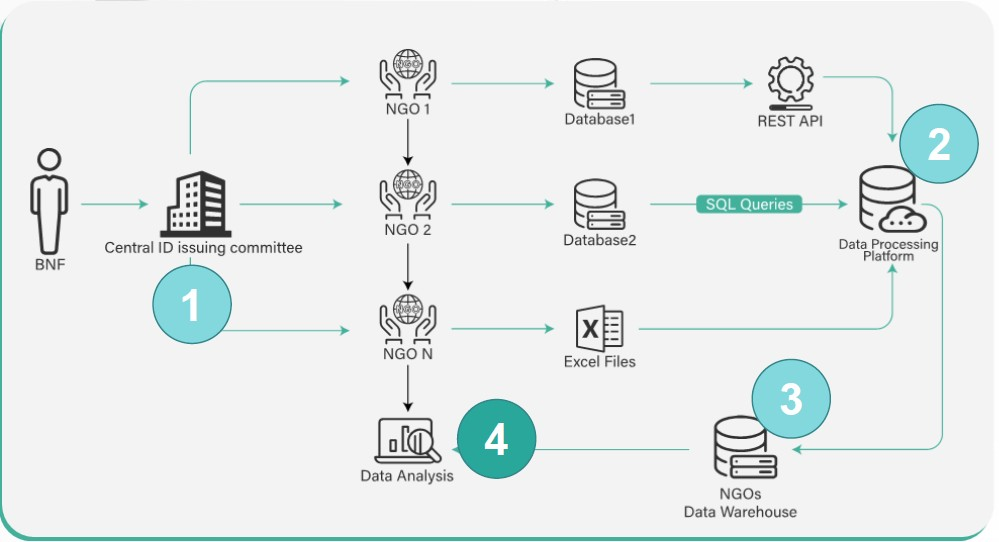 NGO 1
Database1
REST API
2
BNF
Central ID issuing committee
NGO 2
Database2
SQL Queries
Data Processing
Platform
1
NGO N
X
Excel Files
3
4
Data Analysis
NGOs
Data Warehouse